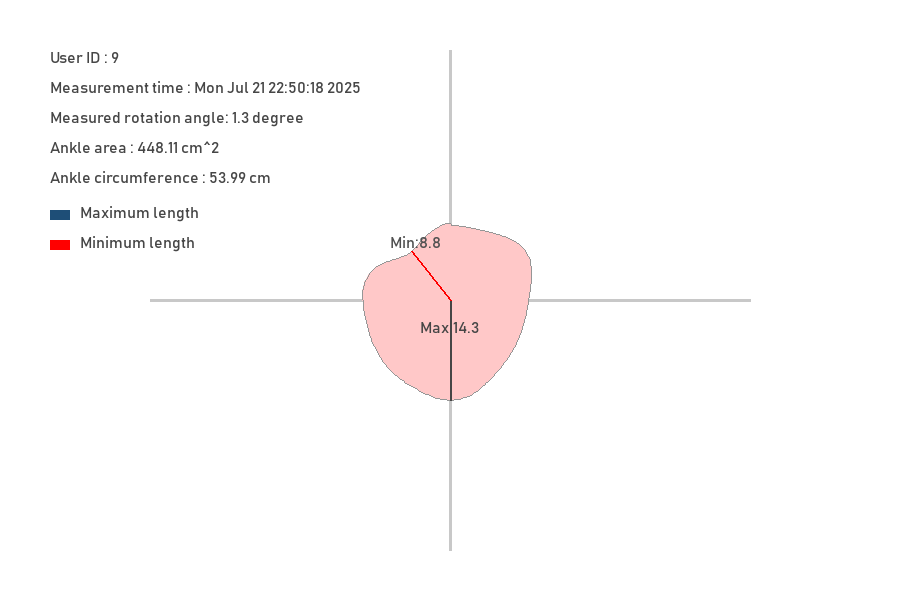 User ID : 9
Measurement time : Mon Jul 21 22:50:18 2025
Measured rotation angle: 1.3 degree
Ankle area : 448.11 cm^2
Ankle circumference : 53.99 cm
Maximum length
Minimum length
Min:8.8
Max:14.3